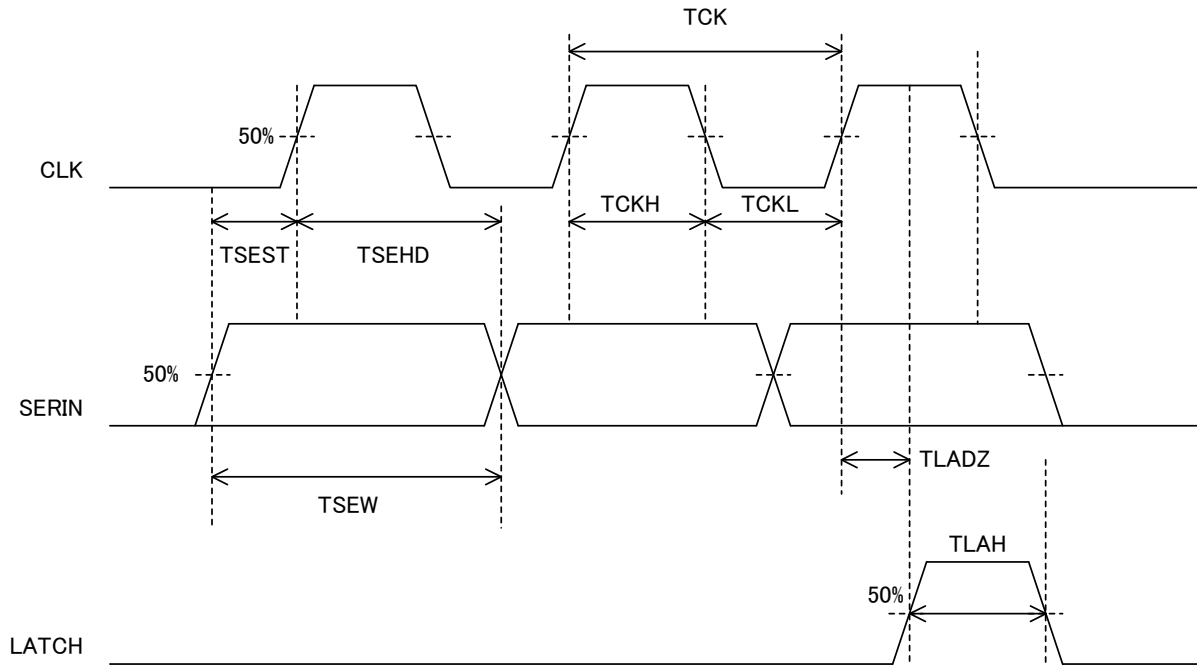 TCK
50%
CLK
TCKH
TCKL
TSEST
TSEHD
50%
SERIN
TLADZ
TSEW
TLAH
50%
LATCH